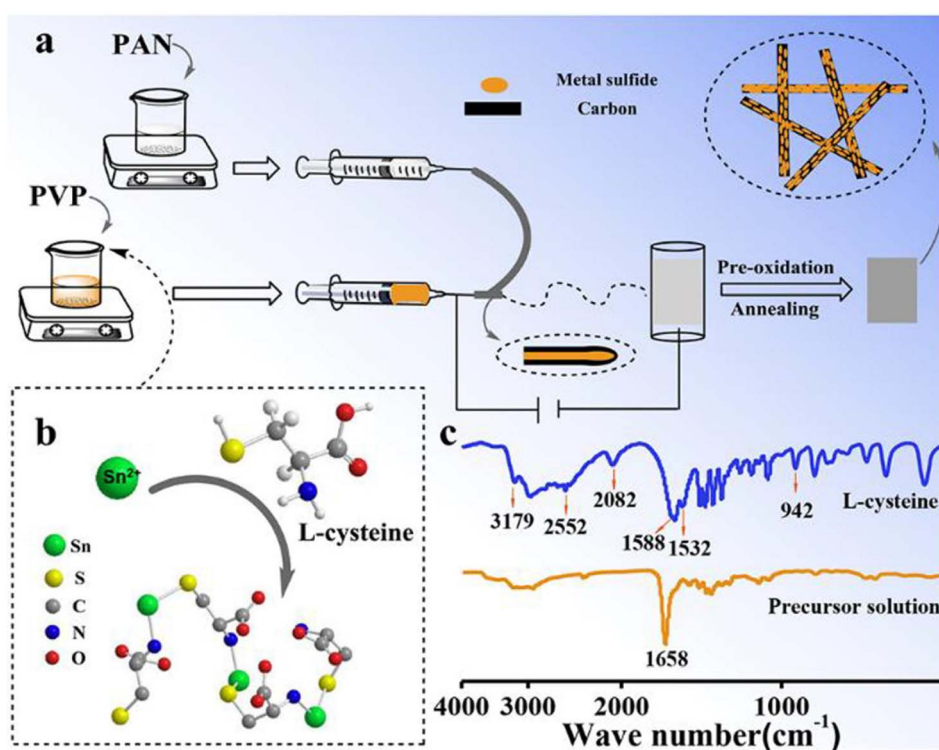 a
PAN
PVP
Metal sulfide
Carbon
Pre-oxidation
Annealing
b
Sn2+
L-cysteine
Sn
S
C
N
O
c
3179
2552
2082
1588
1532
942
L-cysteine
Precursor solution
1658
4000 3000 2000 1000
Wave number(cm⁻¹)